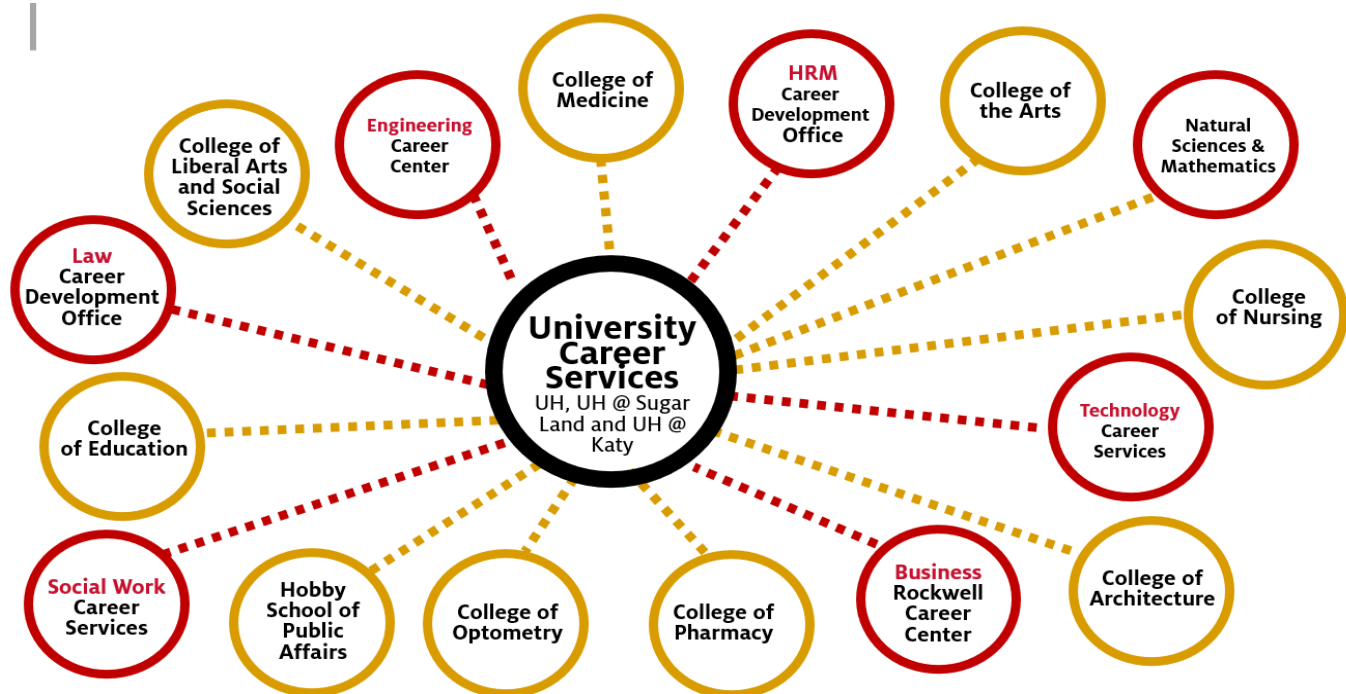 College of
Medicine
HRM
Career
Development
Office
College of
the Arts
Engineering
Career
Center
Natural
Sciences &
Mathematics
College of
Liberal Arts
and Social
Sciences
Law
Career
Development
Office
College
of Nursing
University
Career
Services
UH, UH @ Sugar
Land and UH @
Katy
College
of Education
Technology
Career
Services
Social Work
Career
Services
Hobby
School of
Public
Affairs
College of
Optometry
College of
Pharmacy
Business
Rockwell
Career
Center
College of
Architecture